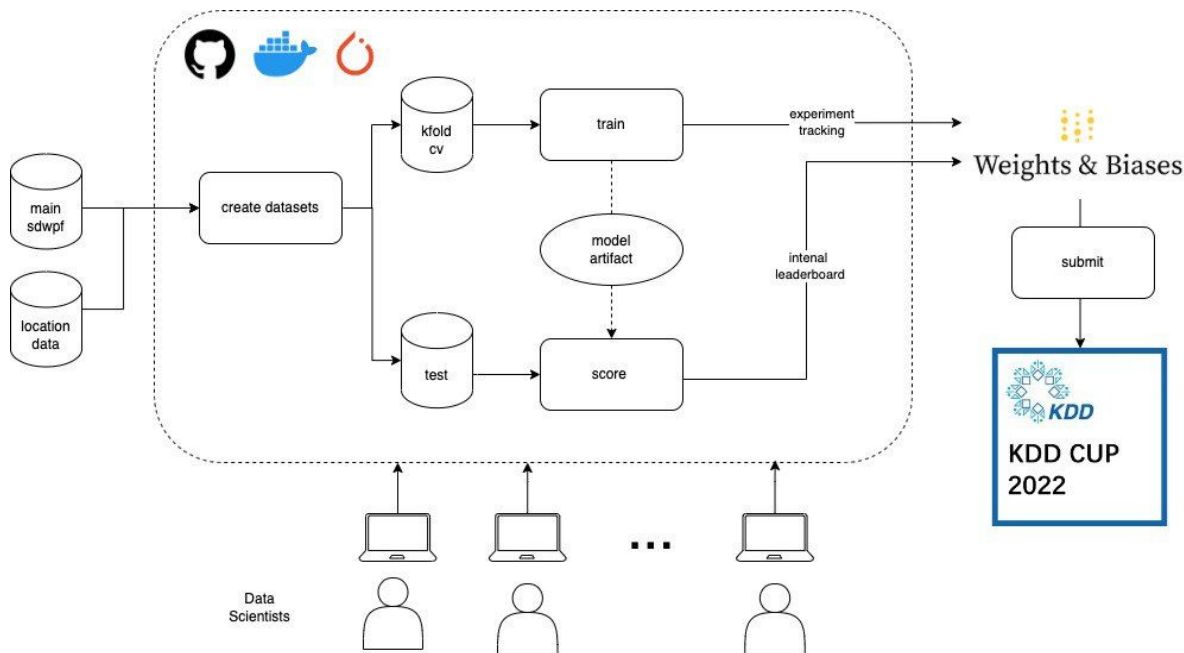 main
sdwpf
location
data
create datasets
kfold
cv
test
train
model
artifact
score
experiment
tracking
intenal
leaderboard
Weights & Biases
submit
KDD
KDD CUP
2022
Data
Scientists
...